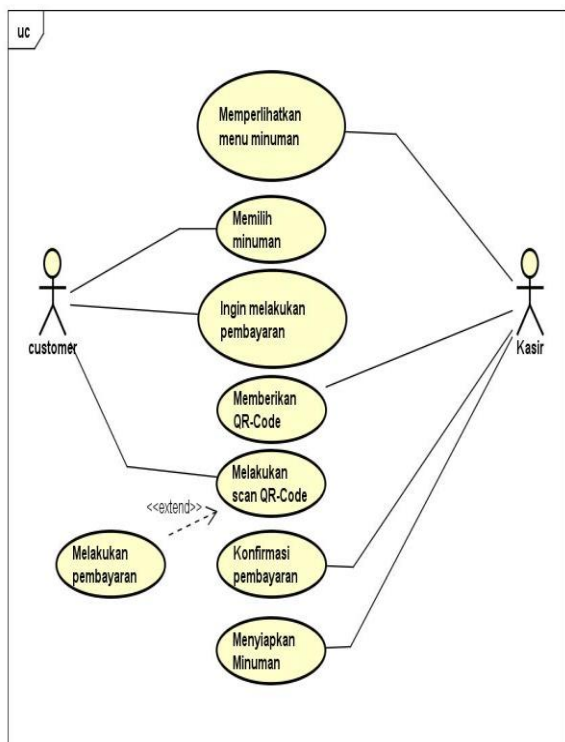 uc
Memperlihatkan
menu minuman
Memilih
minuman
Ingin melakukan
pembayaran
customer
Kasir
Memberikan
QR-Code
Melakukan
scan QR-Code
<<extend>>
Melakukan
pembayaran
Konfirmasi
pembayaran
Menyiapkan
Minuman